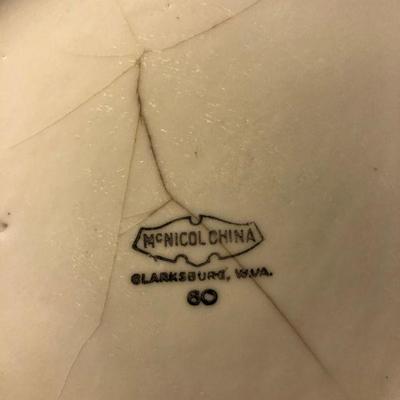 McNICOL CHINA
CLARKSBURG, W.VA.
60